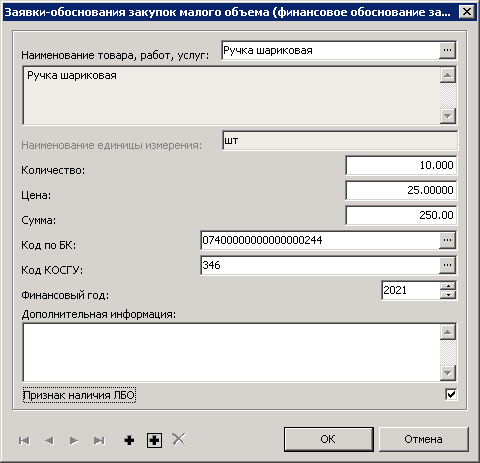 Заявки-обоснования закупок малого объема (финансовое обоснование за...
Наименование товара, работ, услуг: Ручка шариковая ...
Ручка шариковая
Наименование единицы измерения: шт
Количество: 10.000
Цена: 25.00000
Сумма: 250.00
Код по БК: 07400000000000000244 ...
Код КОСГУ: 346 ...
Финансовый год: 2021
Дополнительная информация:
Признак наличия ЛБО
OK Отмена